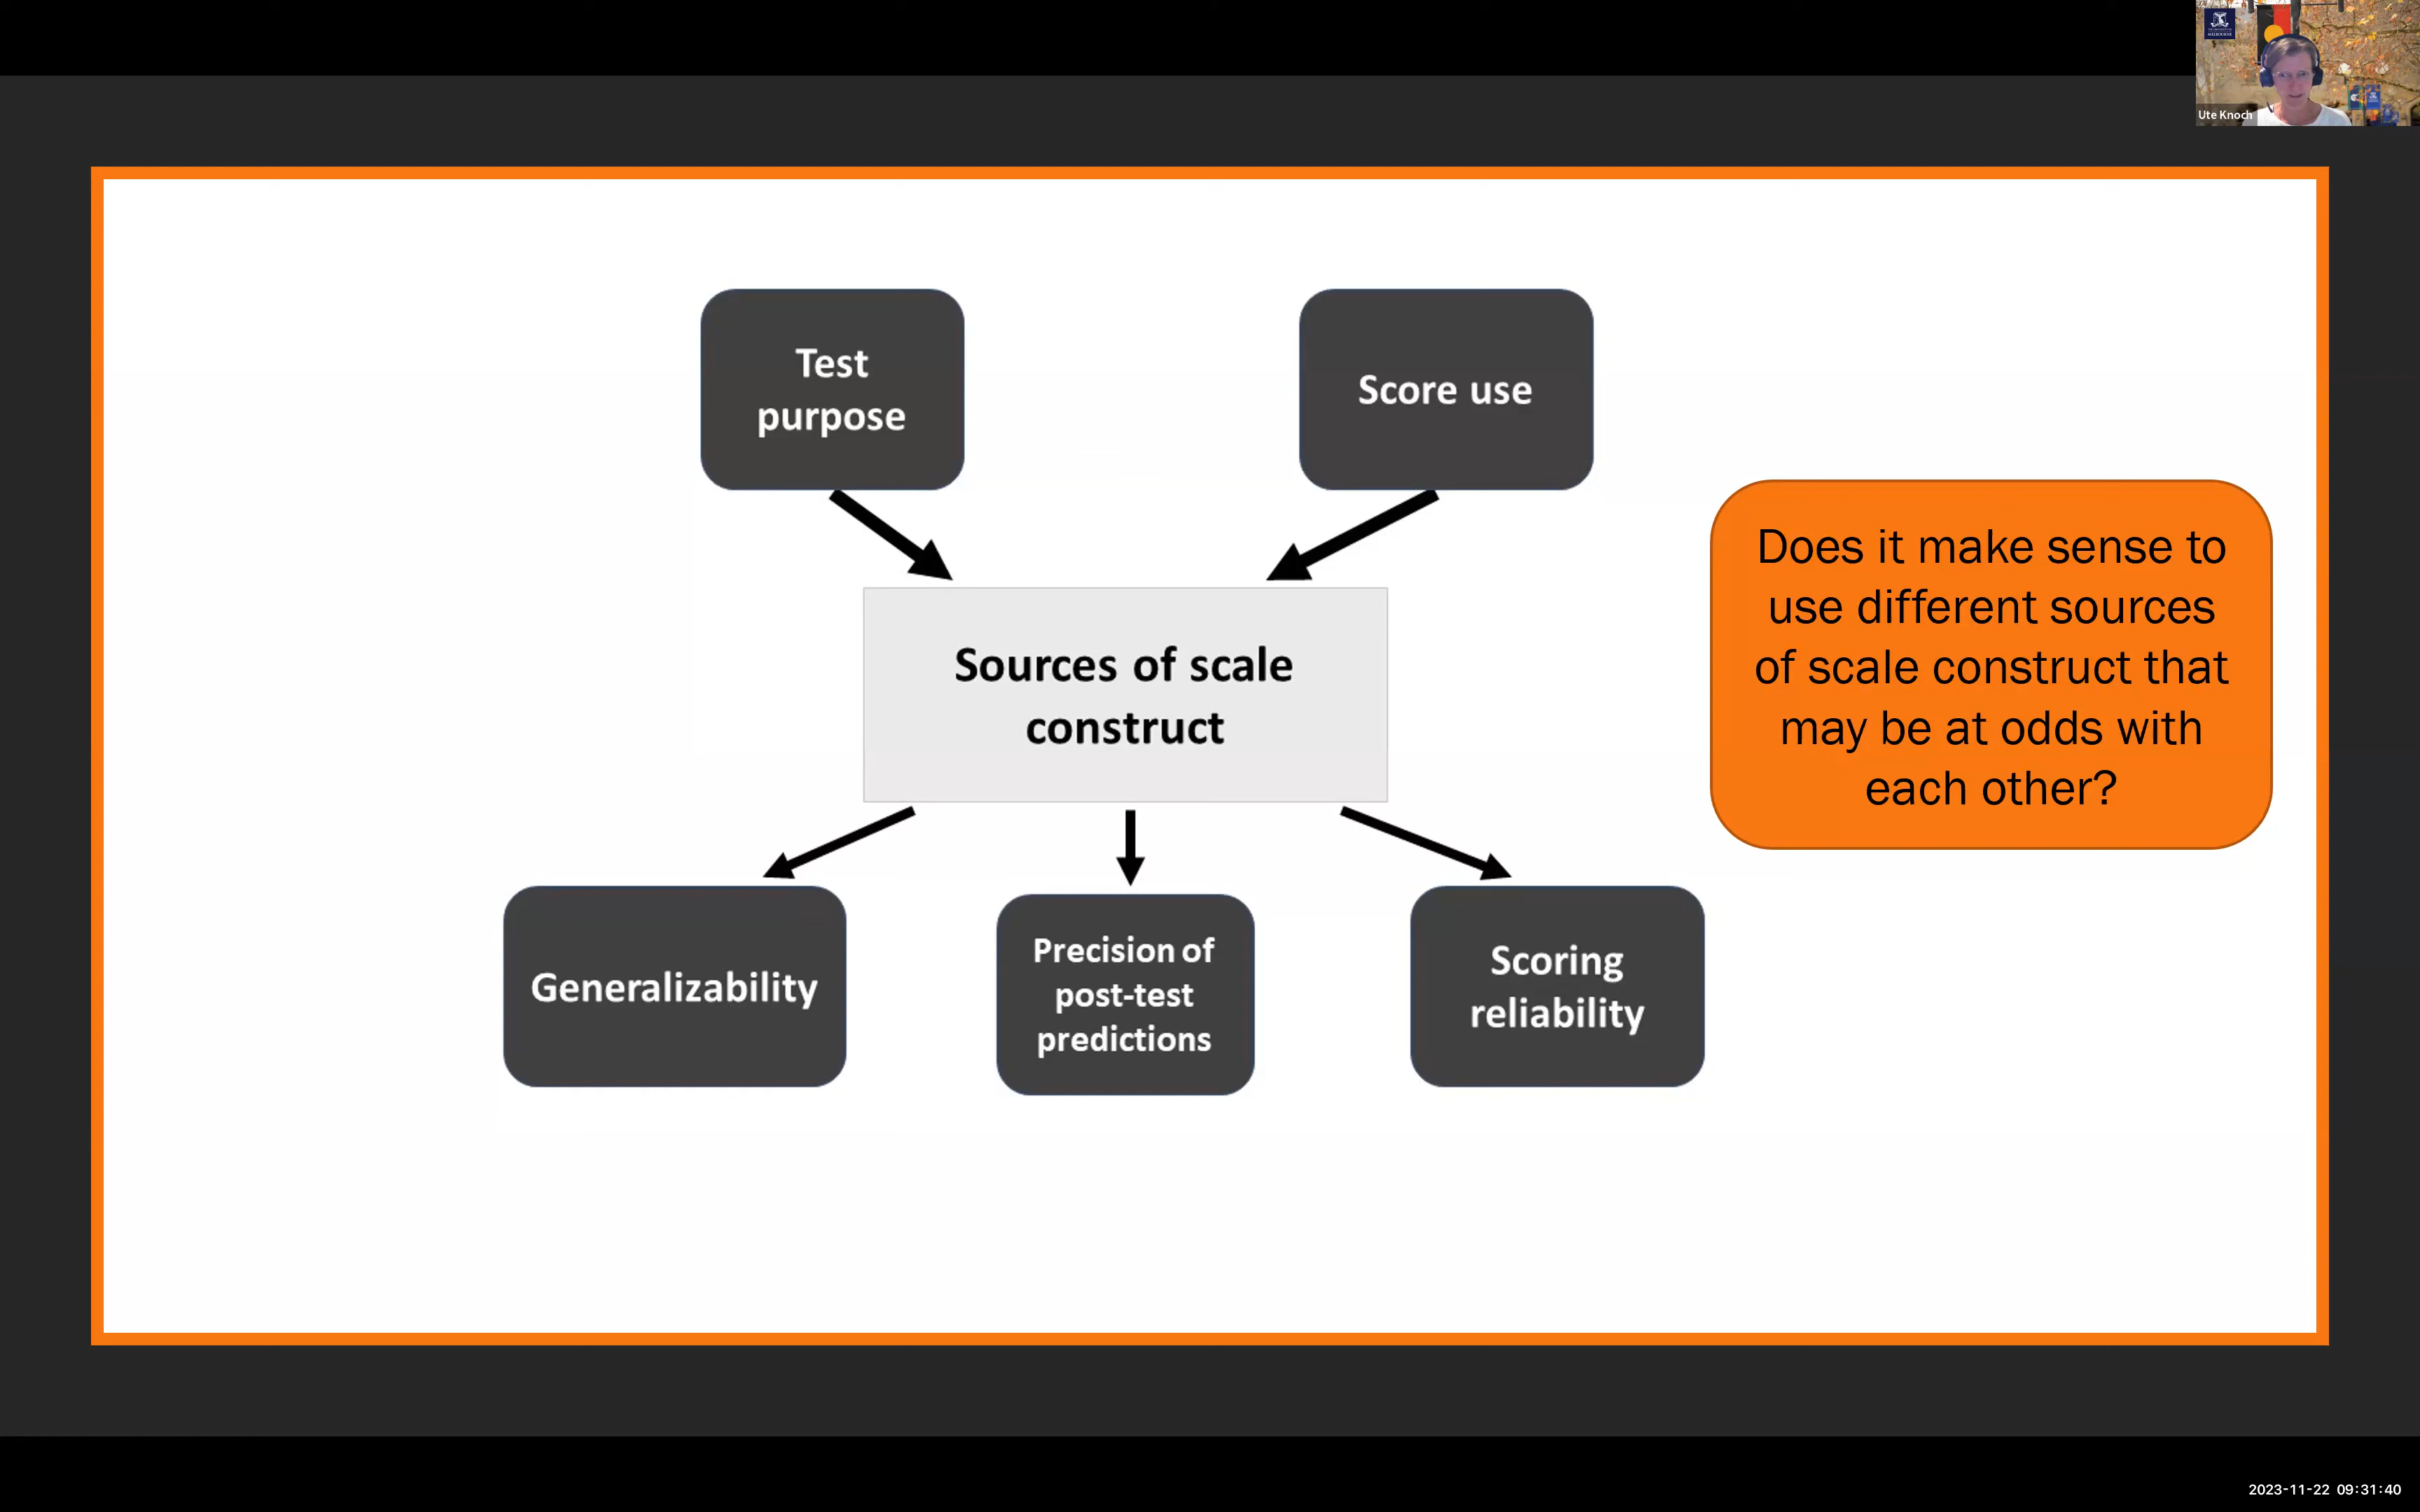 Ute Knoch
Test
purpose
Score use
Does it make sense to
use different sources
of scale construct that
may be at odds with
each other?
Sources of scale
construct
Generalizability
Precision of
post-test
predictions
Scoring
reliability
2023-11-22 09:31:40